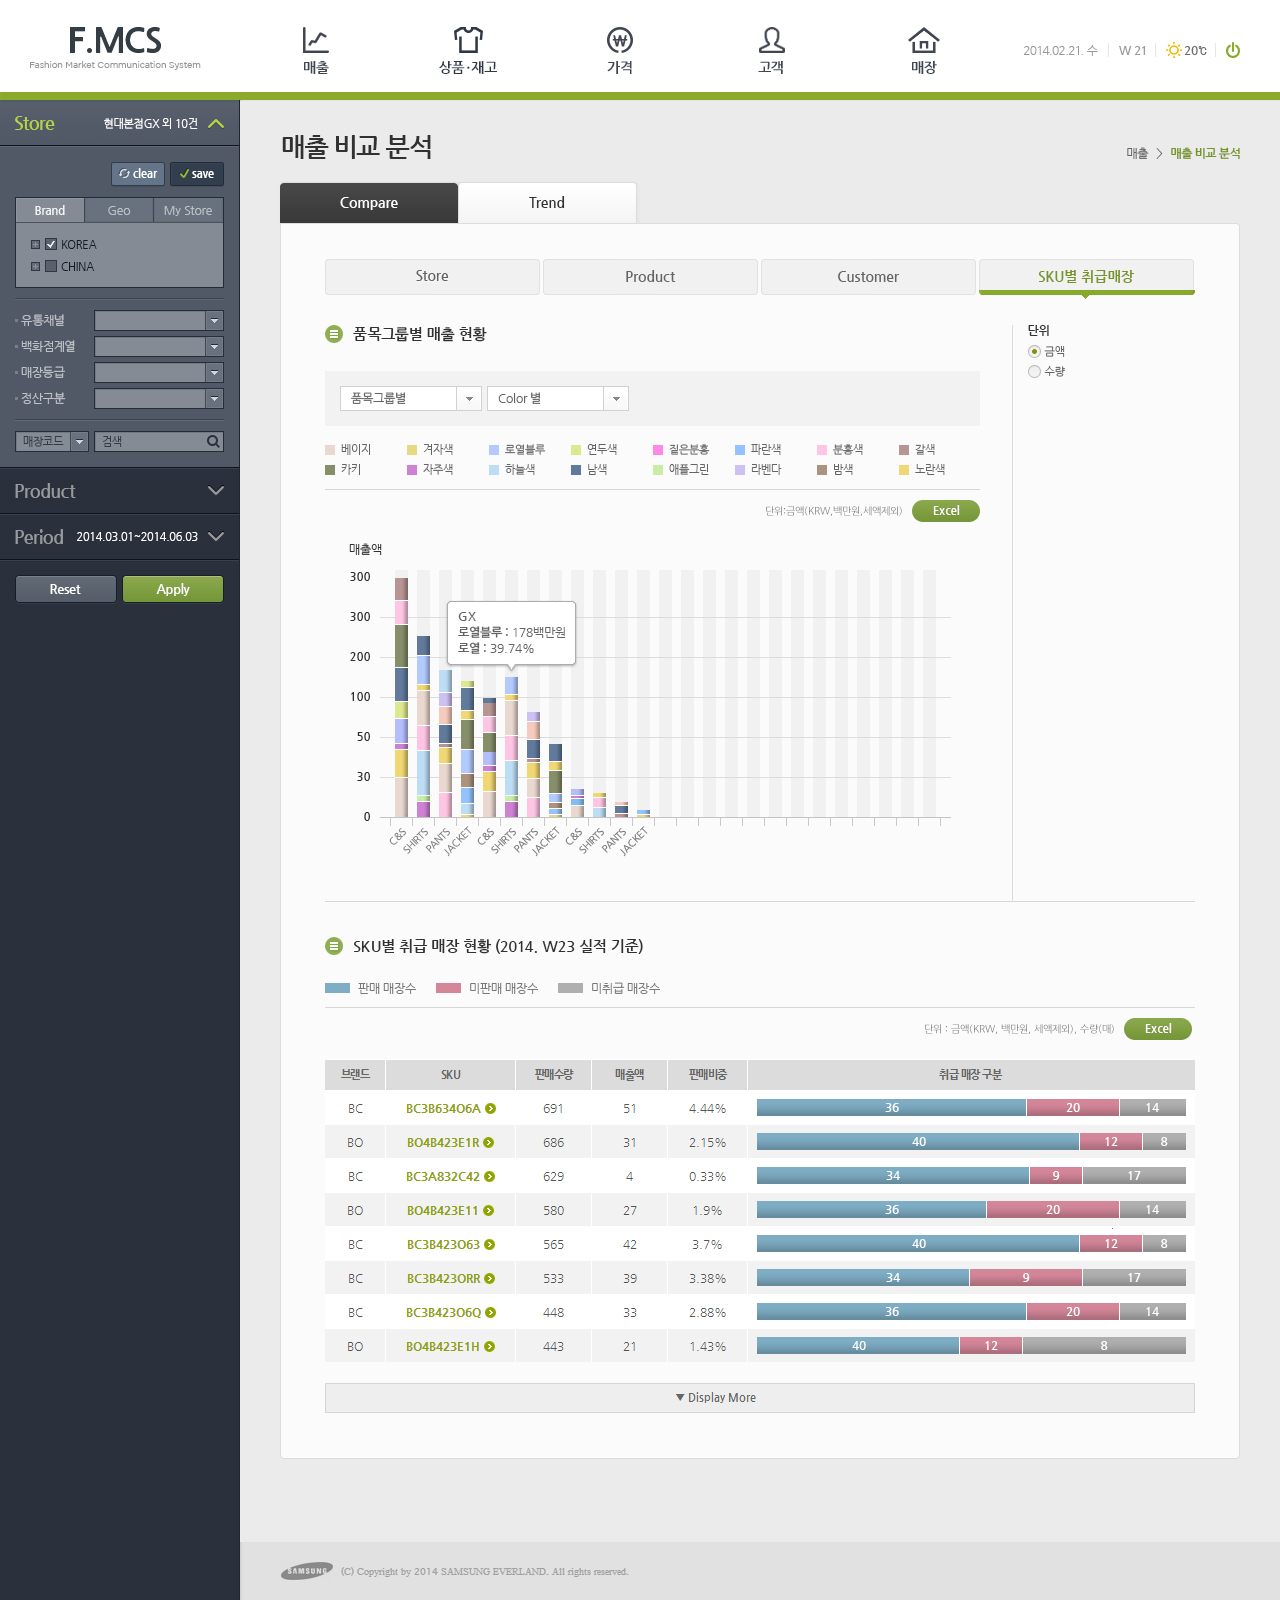 F.MCS
Fashion Market Communication System
매출
상품·재고
가격
고객
매장
2014.02.21. 수
W 21
20℃
Store
현대본점GX 외 10건
clear
save
Brand
Geo
My Store
KOREA
CHINA
유통채널
백화점계열
매장등급
정산구분
매장코드
검색
Product
Period
2014.03.01~2014.06.03
Reset
Apply
매출 비교 분석
매출 > 매출 비교 분석
Compare
Trend
Store
Product
Customer
SKU별 취급매장
품목그룹별 매출 현황
단위
금액
수량
품목그룹별
Color 별
베이지 겨자색 로열블루 연두색 짙은분홍 파란색 분홍색 갈색
카키 자주색 하늘색 남색 애플그린 라벤다 밤색 노란색
단위:금액(KRW,백만원,세액제외)
Excel
매출액
300
300
200
100
50
30
0
GX
로열블루 : 178백만원
로열 : 39.74%
C&S SHIRTS PANTS JACKET C&S SHIRTS PANTS JACKET C&S SHIRTS PANTS JACKET
SKU별 취급 매장 현황 (2014. W23 실적 기준)
판매 매장수
미판매 매장수
미취급 매장수
단위 : 금액(KRW, 백만원, 세액제외), 수량(매)
Excel
브랜드 SKU 판매수량 매출액 판매비중 취급 매장 구분
BC BC3B634O6A 691 51 4.44% 36 20 14
BO BO4B423E1R 686 31 2.15% 40 12 8
BC BC3A832C42 629 4 0.33% 34 9 17
BO BO4B423E11 580 27 1.9% 36 20 14
BC BC3B423O63 565 42 3.7% 40 12 8
BC BC3B423ORR 533 39 3.38% 34 9 17
BC BC3B423O6Q 448 33 2.88% 36 20 14
BO BO4B423E1H 443 21 1.43% 40 12 8
▼ Display More
SAMSUNG
(C) Copyright by 2014 SAMSUNG EVERLAND. All rights reserved.